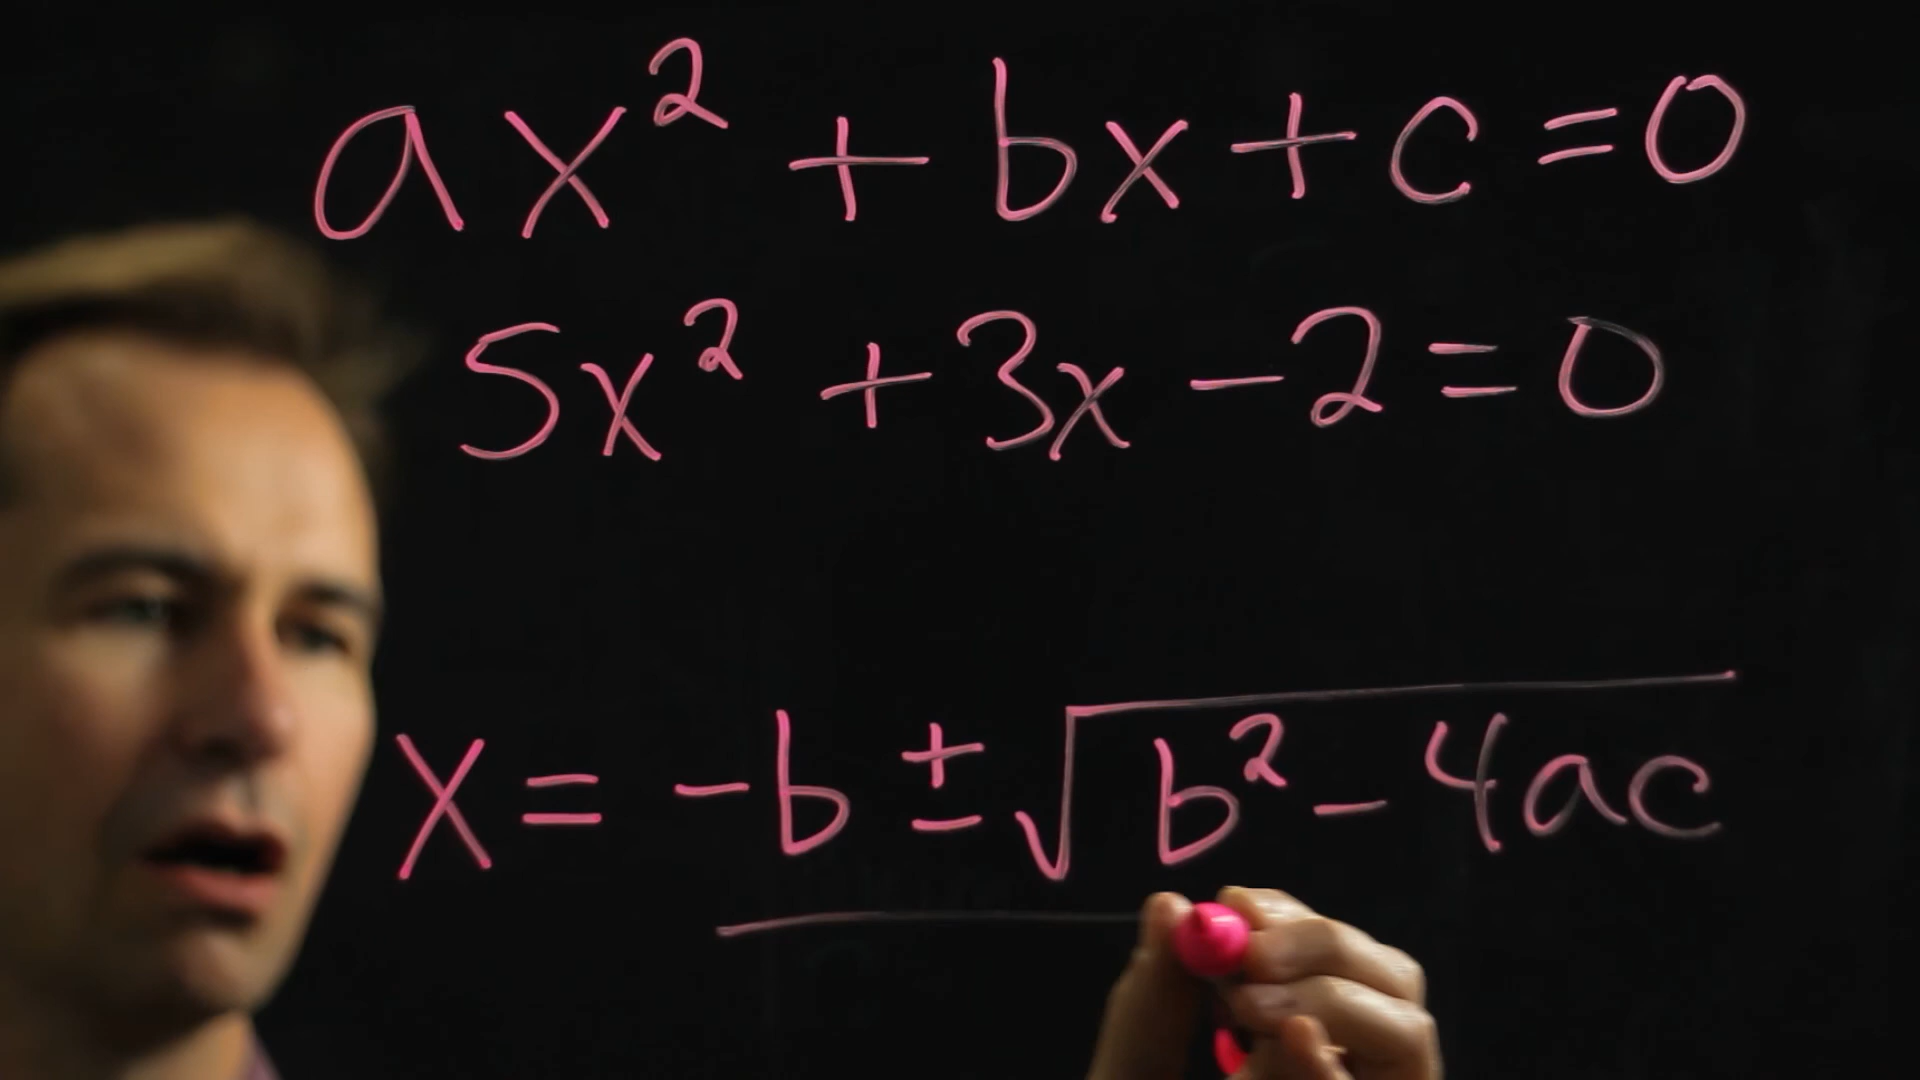 ax² + bx + c = 0
5x² + 3x - 2 = 0
x = -b ± √b² - 4ac